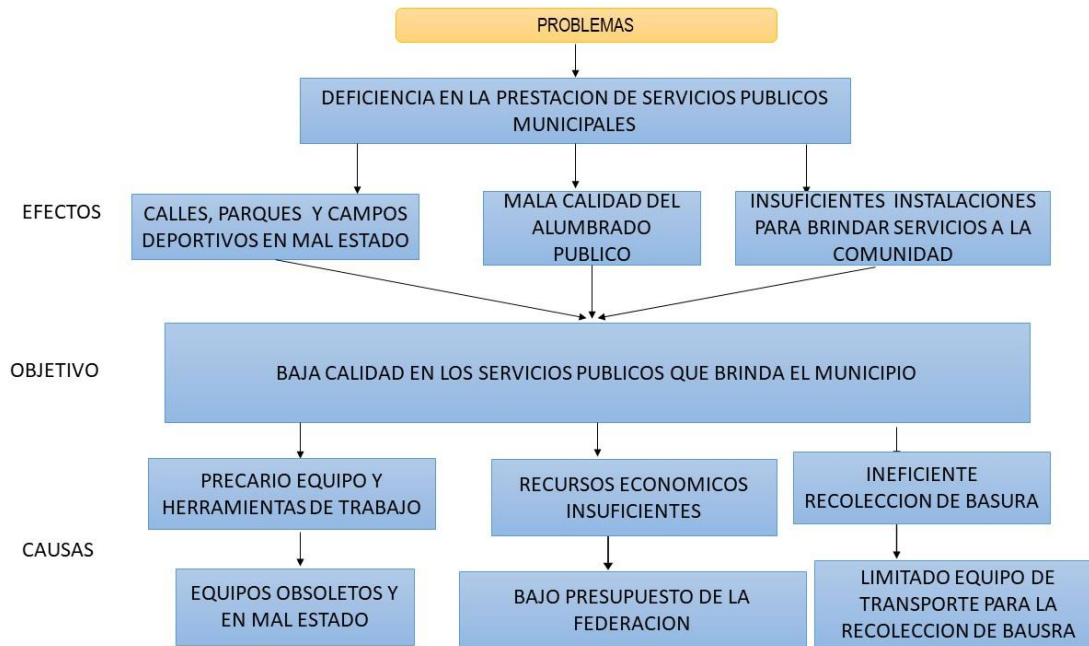 PROBLEMAS
DEFICIENCIA EN LA PRESTACION DE SERVICIOS PUBLICOS
MUNICIPALES
EFECTOS
CALLES, PARQUES Y CAMPOS
DEPORTIVOS EN MAL ESTADO
MALA CALIDAD DEL
ALUMBRADO
PUBLICO
INSUFICIENTES INSTALACIONES
PARA BRINDAR SERVICIOS A LA
COMUNIDAD
OBJETIVO
BAJA CALIDAD EN LOS SERVICIOS PUBLICOS QUE BRINDA EL MUNICIPIO
CAUSAS
PRECARIO EQUIPO Y
HERRAMIENTAS DE TRABAJO
RECURSOS ECONOMICOS
INSUFICIENTES
INEFICIENTE
RECOLECCION DE BASURA
EQUIPOS OBSOLETOS Y
EN MAL ESTADO
BAJO PRESUPUESTO DE LA
FEDERACION
LIMITADO EQUIPO DE
TRANSPORTE PARA LA
RECOLECCION DE BAUSRA